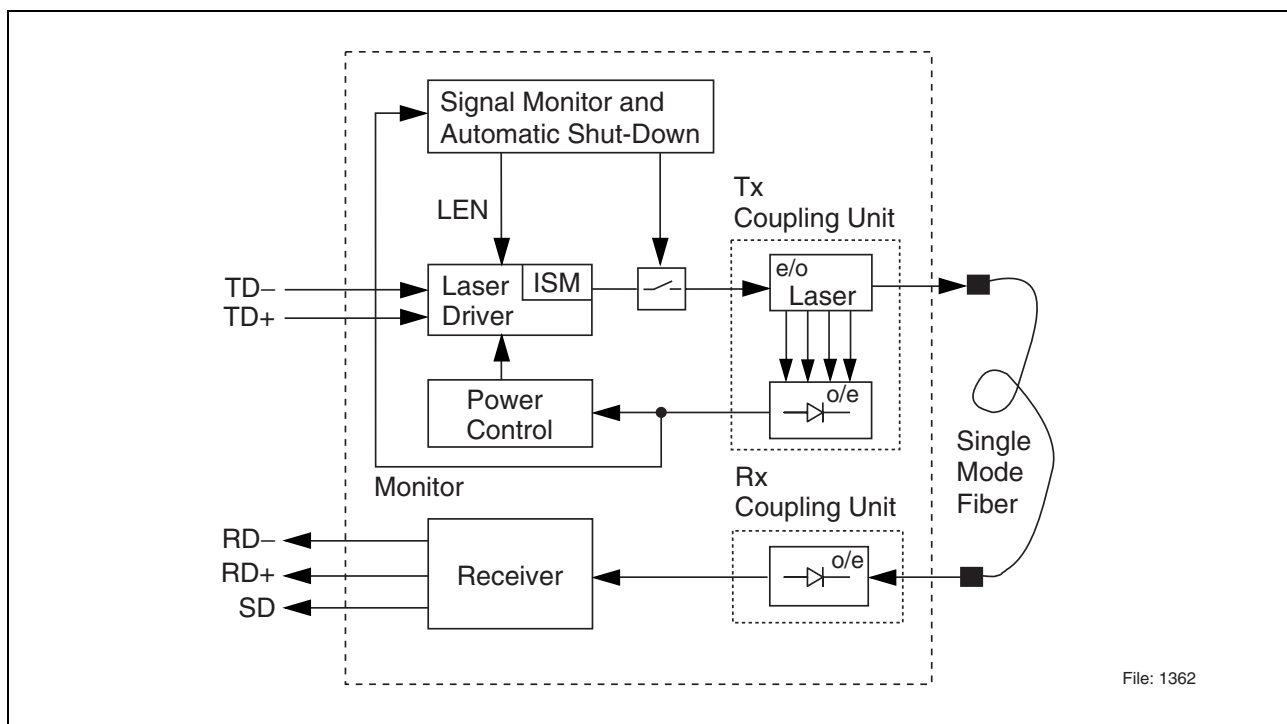 Signal Monitor and
Automatic Shut-Down
Tx
Coupling Unit
LEN
e/o
Laser
TD–
TD+
Laser
Driver
ISM
Power
Control
o/e
Single
Mode
Fiber
Monitor
Rx
Coupling Unit
RD–
RD+
SD
Receiver
o/e
File: 1362